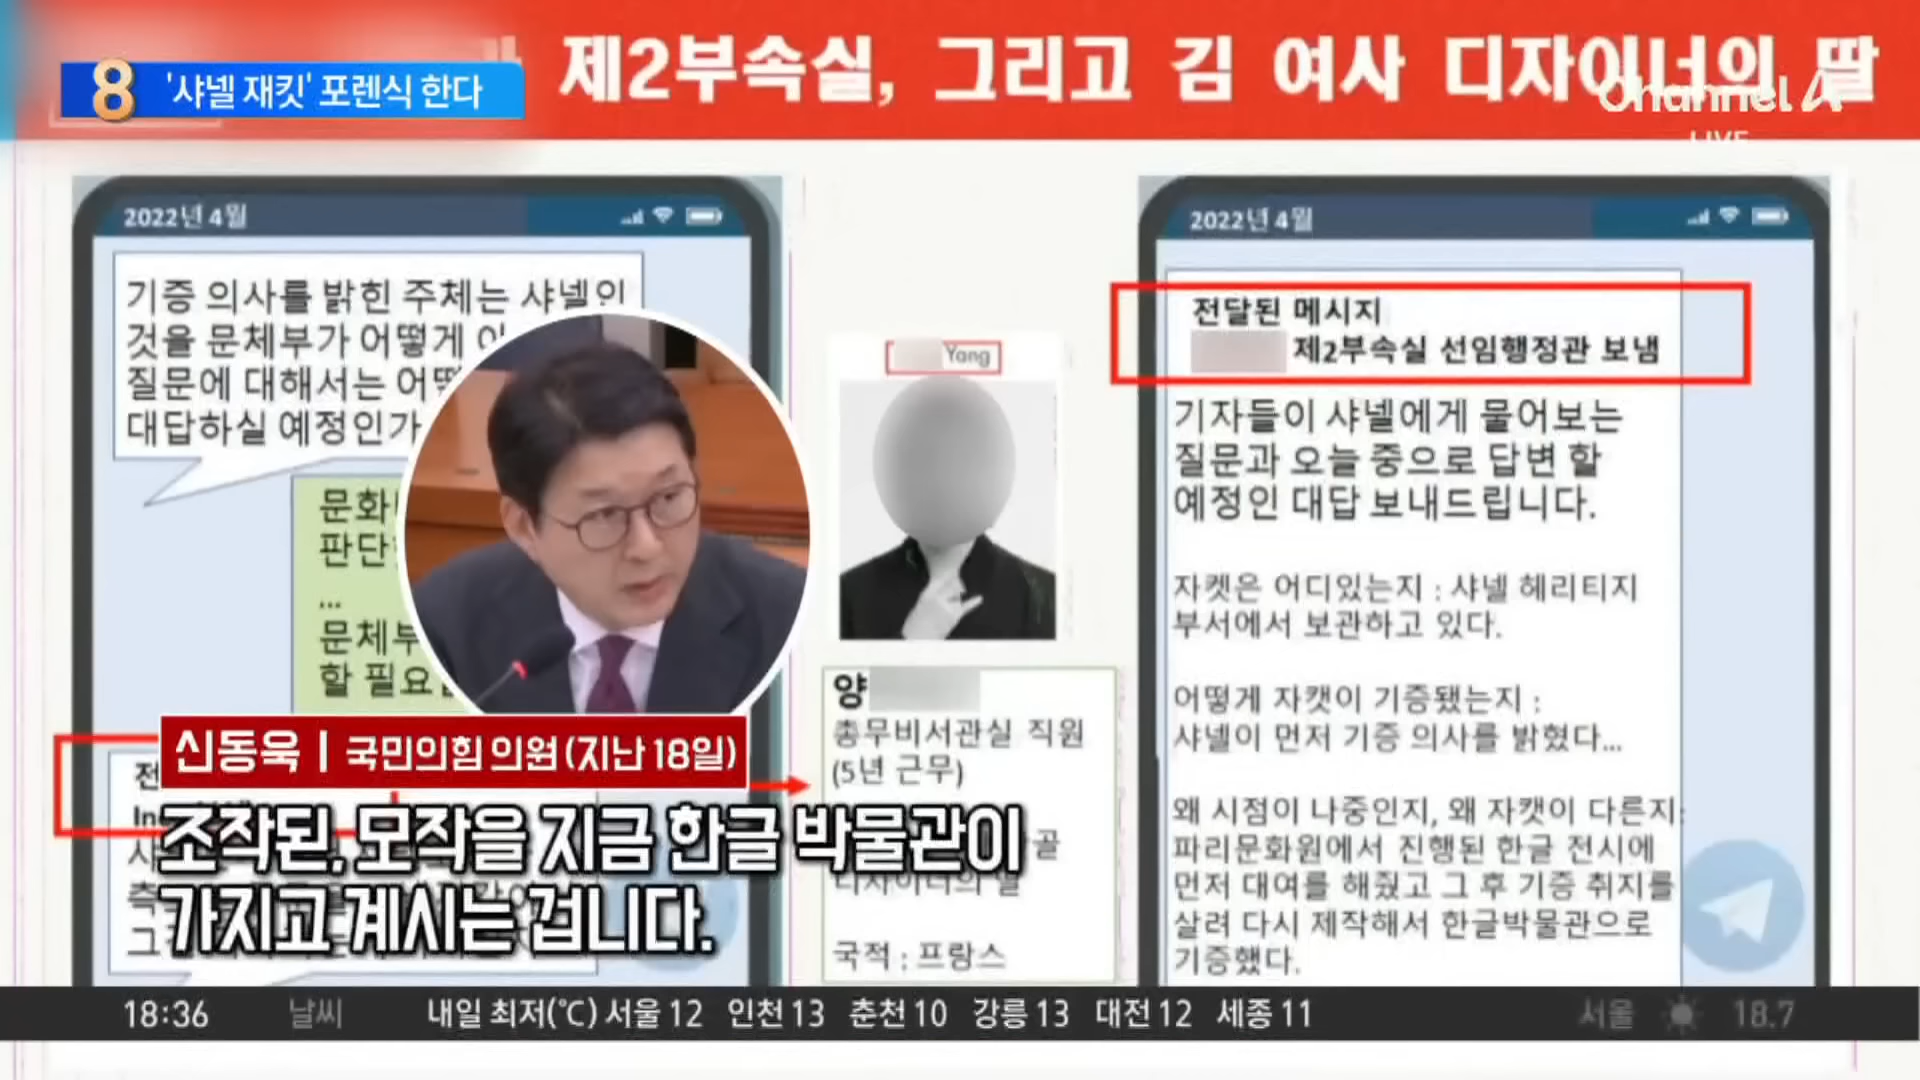 8 '샤넬 재킷' 포렌식 한다
제2부속실, 그리고 김 여사 디자이너의 딸
Channel A
LIVE
2022년 4월
기증 의사를 밝힌 주체는 샤넬인
것을 문체부가 어떻게
질문에 대해서는
대답하실 예정인가
판단
...
문체부
할 필요
Yang
양
총무비서관실 직원
(5년 근무)
디자이너의 딸
국적 : 프랑스
2022년 4월
전달된 메시지
제2부속실 선임행정관 보냄
기자들이 샤넬에게 물어보는
질문과 오늘 중으로 답변 할
예정인 대답 보내드립니다.
자켓은 어디있는지 : 샤넬 헤리티지
부서에서 보관하고 있다.
어떻게 자캣이 기증됐는지 :
샤넬이 먼저 기증 의사를 밝혔다...
왜 시점이 나중인지, 왜 자캣이 다른지:
파리문화원에서 진행된 한글 전시에
먼저 대여를 해줬고 그 후 기증 취지를
살려 다시 제작해서 한글박물관으로
기증했다.
신동욱 | 국민의힘 의원 (지난 18일)
조작된, 모작을 지금 한글 박물관이
가지고 계시는 겁니다.
18:36 날씨 내일 최저(℃) 서울 12 인천 13 춘천 10 강릉 13 대전 12 세종 11 서울 18.7